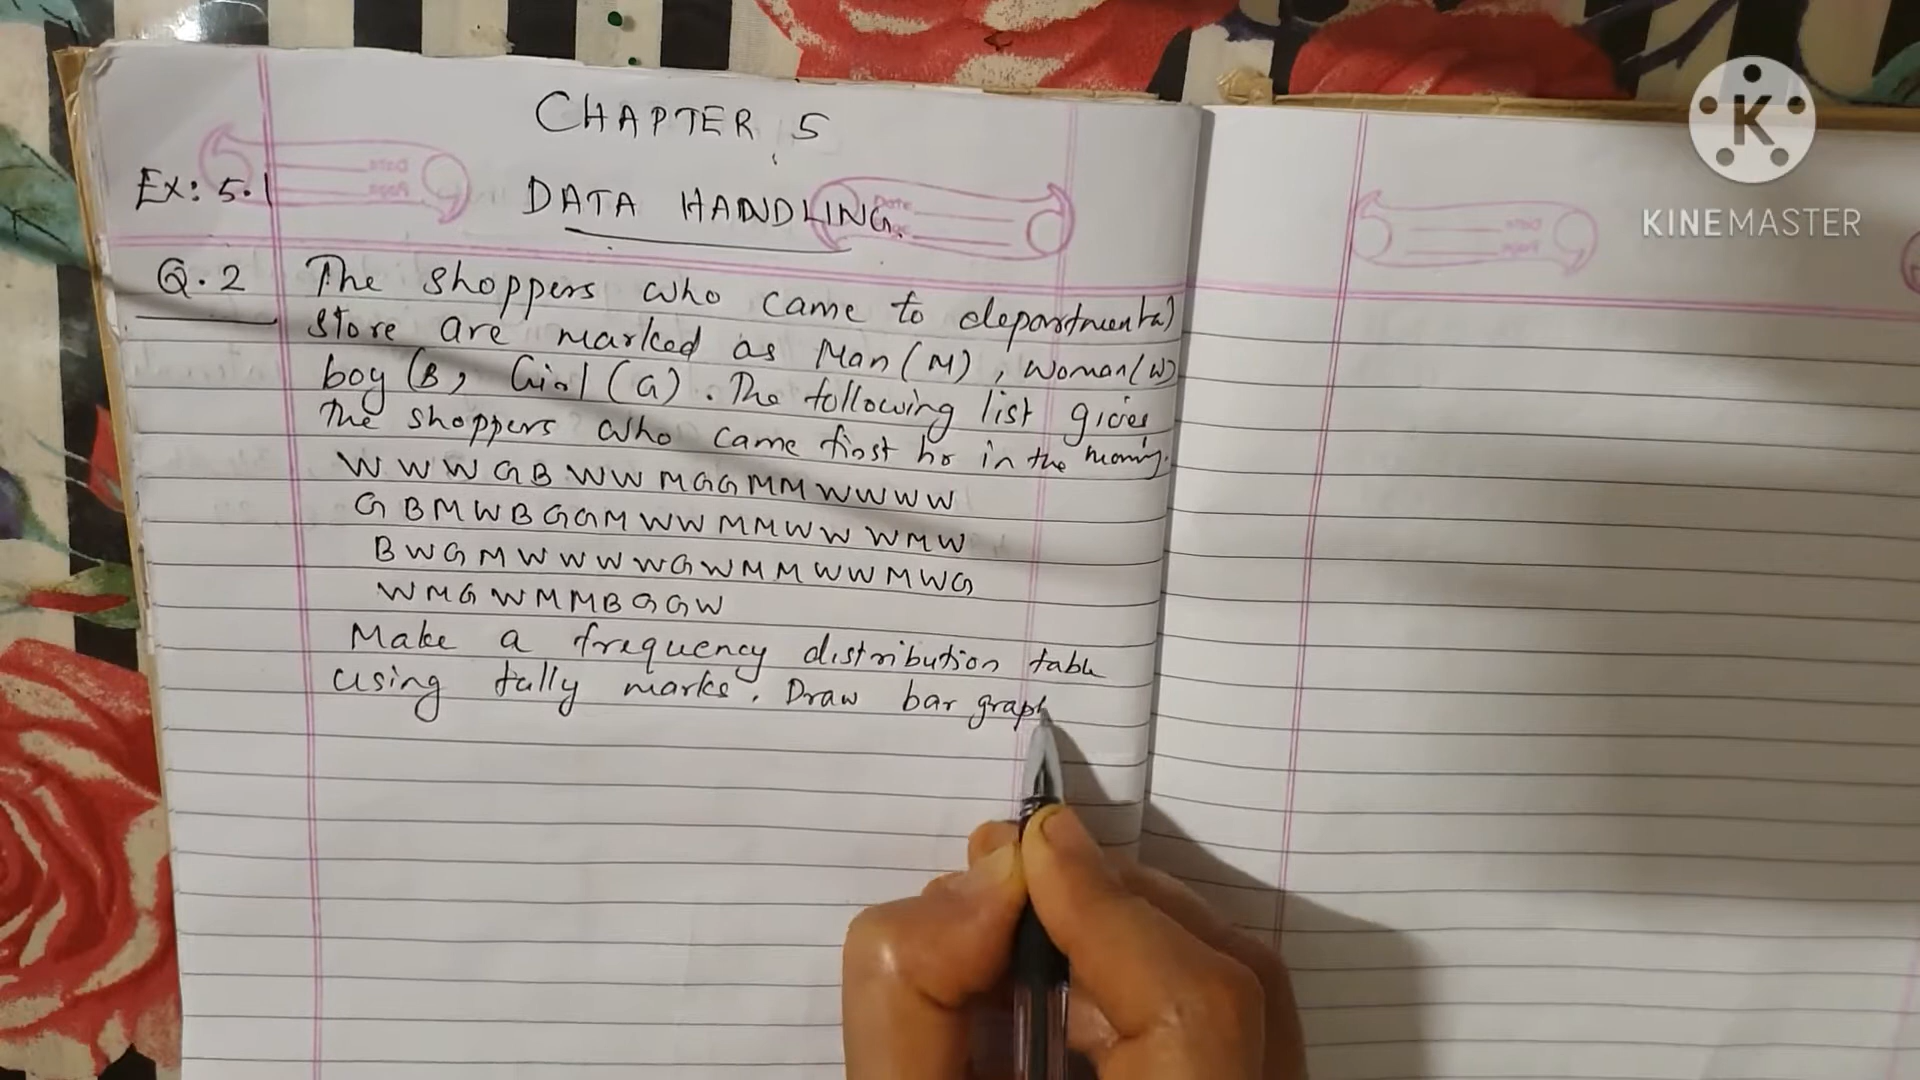 CHAPTER 5
Ex: 5.1
DATA HANDLING.
Q.2 The shoppers who came to departmental
store are marked as Man (M), Woman (W)
boy (B, Girl (G). The following list gives
The shoppers who came first hr in the morning.
W W W G B W W M G G M M W W W W
G B M W B G G M W W M M W W W M W
B W G M W W W W G W M M W W M W G
W M G W M M B G G W
Make a frequency distribution table
using tally marks. Draw bar graph
K
KINEMASTER
Date
Page